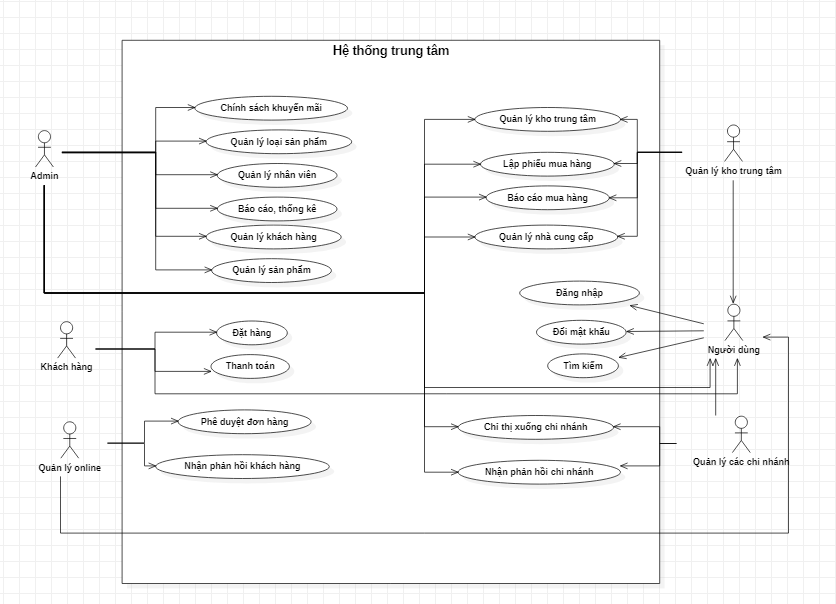 Hệ thống trung tâm
Chính sách khuyến mãi
Quản lý loại sản phẩm
Quản lý nhân viên
Báo cáo, thống kê
Quản lý khách hàng
Quản lý sản phẩm
Admin
Quản lý kho trung tâm
Lập phiếu mua hàng
Báo cáo mua hàng
Quản lý nhà cung cấp
Quản lý kho trung tâm
Đăng nhập
Đổi mật khẩu
Tìm kiếm
Người dùng
Đặt hàng
Thanh toán
Khách hàng
Phê duyệt đơn hàng
Nhận phản hồi khách hàng
Quản lý online
Chỉ thị xuống chi nhánh
Nhận phản hồi chi nhánh
Quản lý các chi nhánh